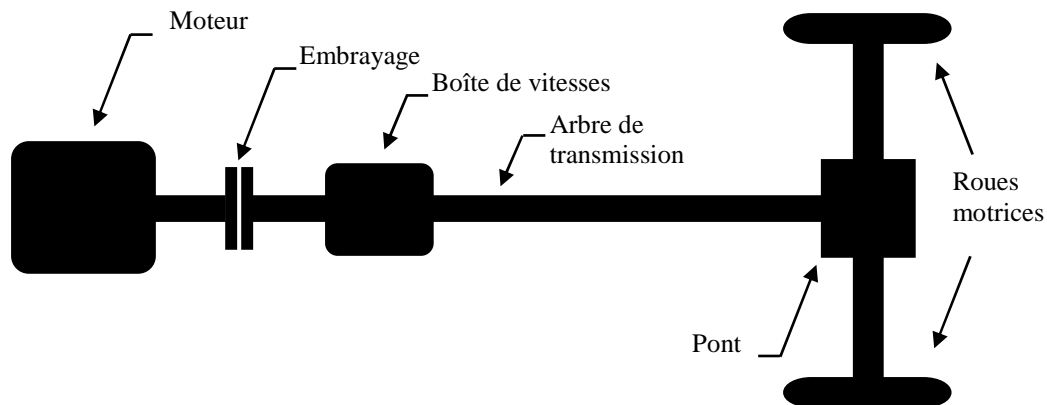 Moteur
Embrayage
Boîte de vitesses
Arbre de
transmission
Roues
motrices
Pont